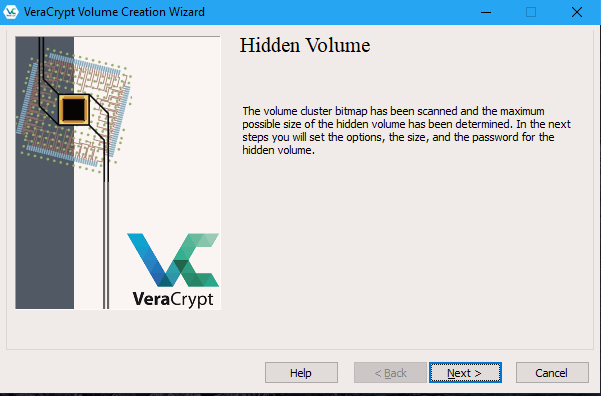 VeraCrypt Volume Creation Wizard
Hidden Volume
The volume cluster bitmap has been scanned and the maximum
possible size of the hidden volume has been determined. In the next
steps you will set the options, the size, and the password for the
hidden volume.
VeraCrypt
Help
< Back
Next >
Cancel